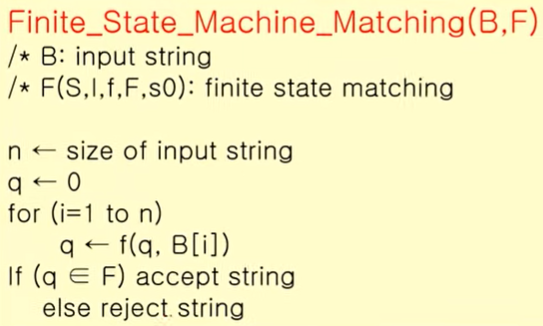 Finite_State_Machine_Matching(B,F)
/* B: input string
/* F(S,I,f,F,s0): finite state matching
n ← size of input string
q ← 0
for (i=1 to n)
q ← f(q, B[i])
If (q ∈ F) accept string
else reject string